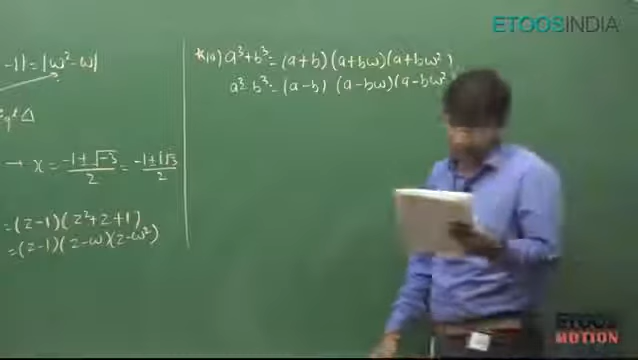 ETOOSINDIA
-1| = |ω²-ω|
Δ
→ x = -1±√-3/2 = -1±i√3/2
= (z-1)(z²+z+1)
= (z-1)(z-ω)(z-ω²)
*(10) a³+b³ = (a+b)(a+bω)(a+bω²)
a³-b³ = (a-b)(a-bω)(a-bω²
ETOOS
MOTION